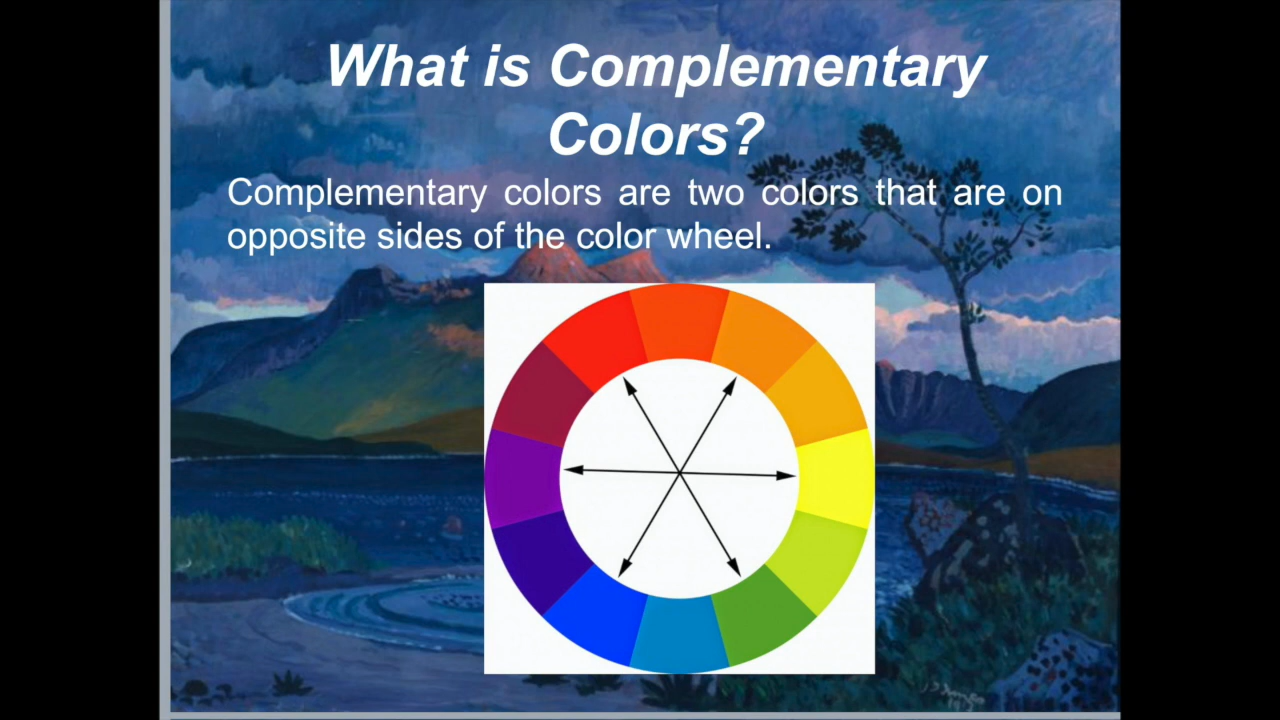 What is Complementary
Colors?
Complementary colors are two colors that are on
opposite sides of the color wheel.